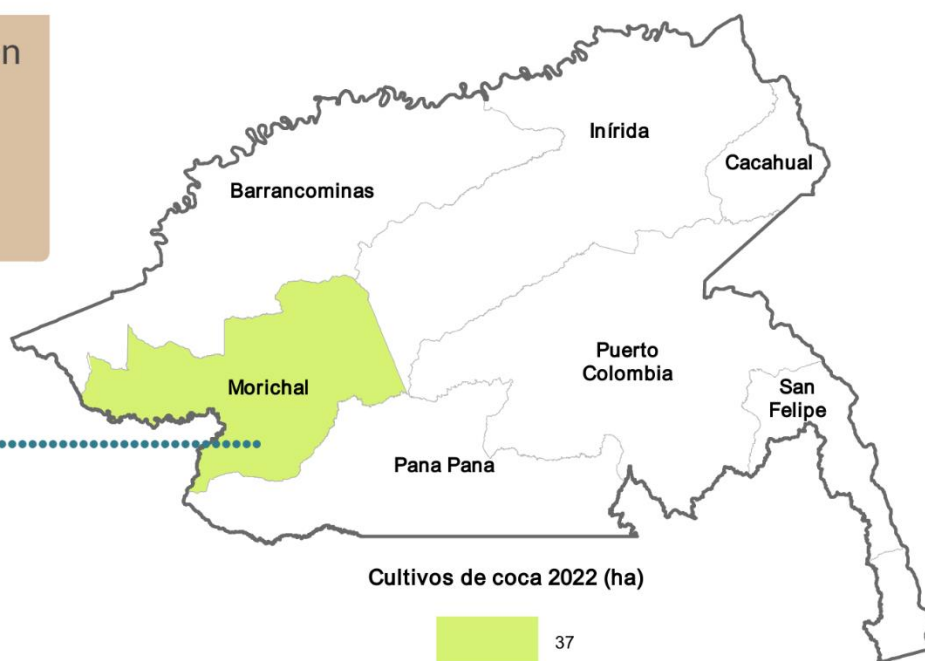 n
Inírida
Cacahual
Barrancominas
Puerto
Colombia
Morichal
San
Felipe
Pana Pana
Cultivos de coca 2022 (ha)
37